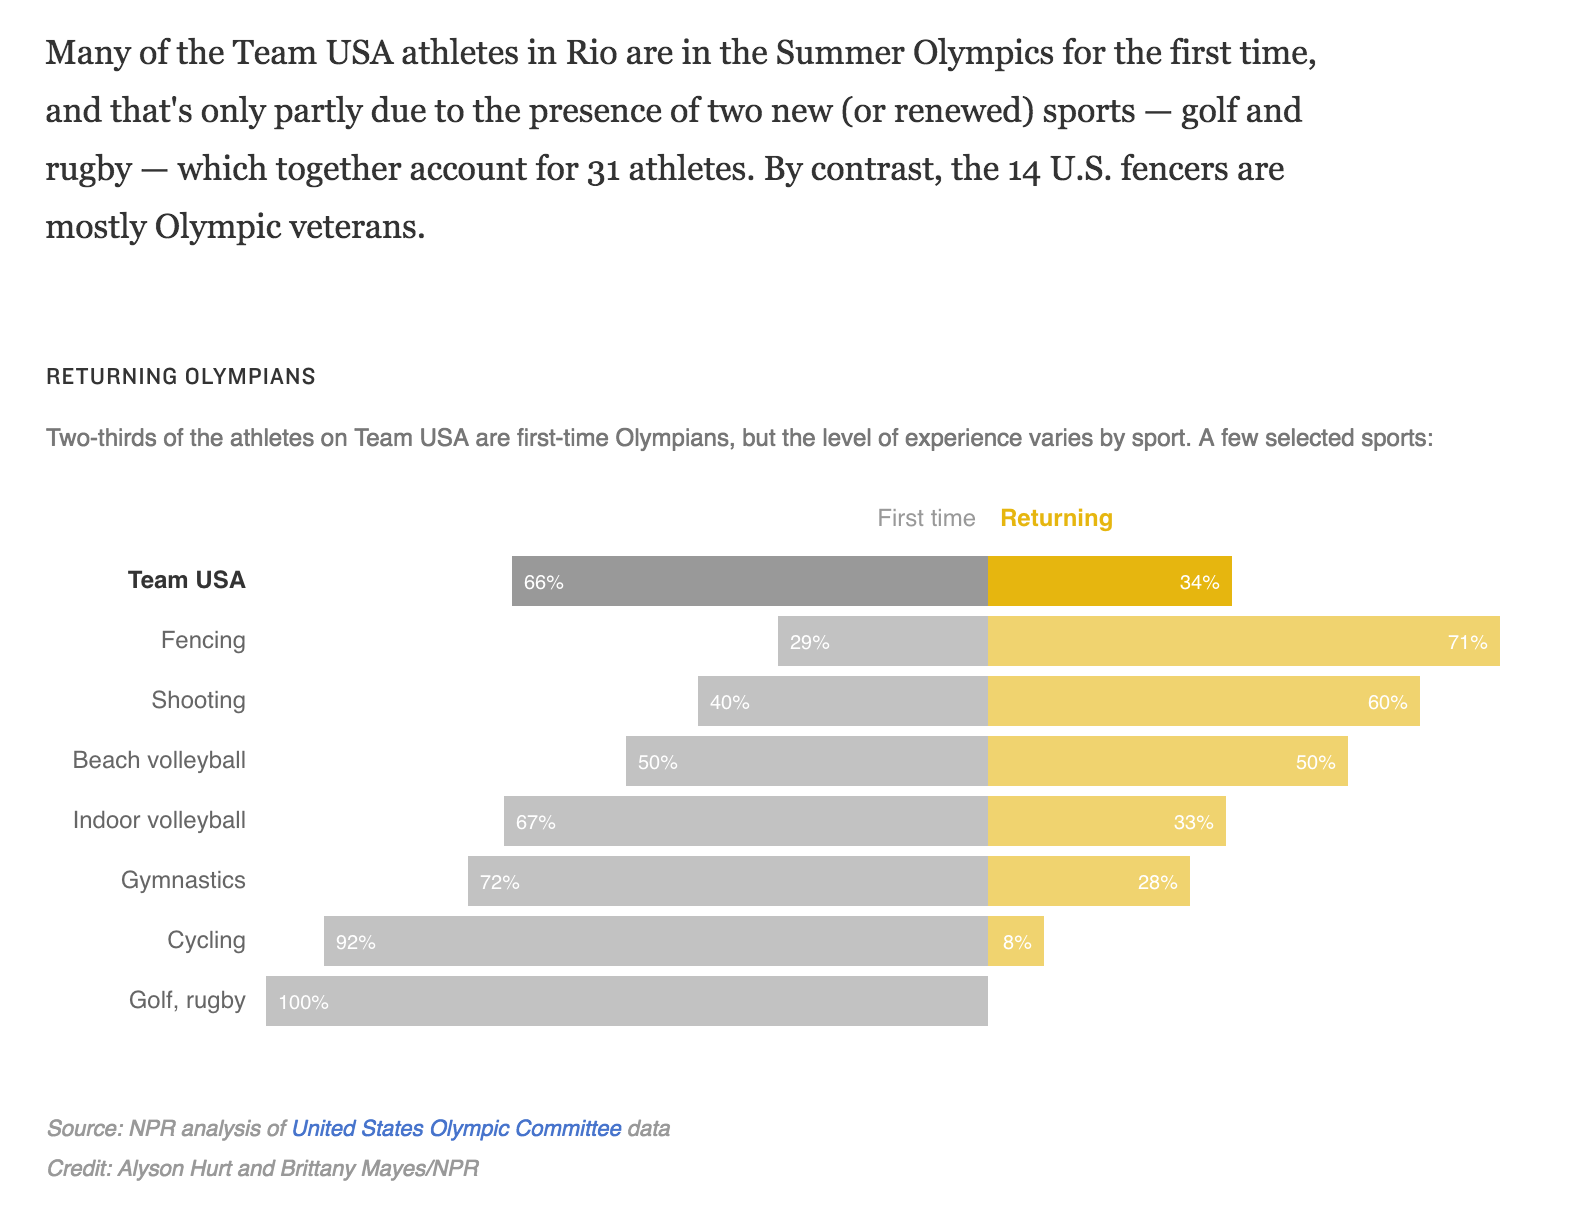 Many of the Team USA athletes in Rio are in the Summer Olympics for the first time,
and that's only partly due to the presence of two new (or renewed) sports — golf and
rugby — which together account for 31 athletes. By contrast, the 14 U.S. fencers are
mostly Olympic veterans.
RETURNING OLYMPIANS
Two-thirds of the athletes on Team USA are first-time Olympians, but the level of experience varies by sport. A few selected sports:
First time Returning
Team USA 66% 34%
Fencing 29% 71%
Shooting 40% 60%
Beach volleyball 50% 50%
Indoor volleyball 67% 33%
Gymnastics 72% 28%
Cycling 92% 8%
Golf, rugby 100%
Source: NPR analysis of United States Olympic Committee data
Credit: Alyson Hurt and Brittany Mayes/NPR